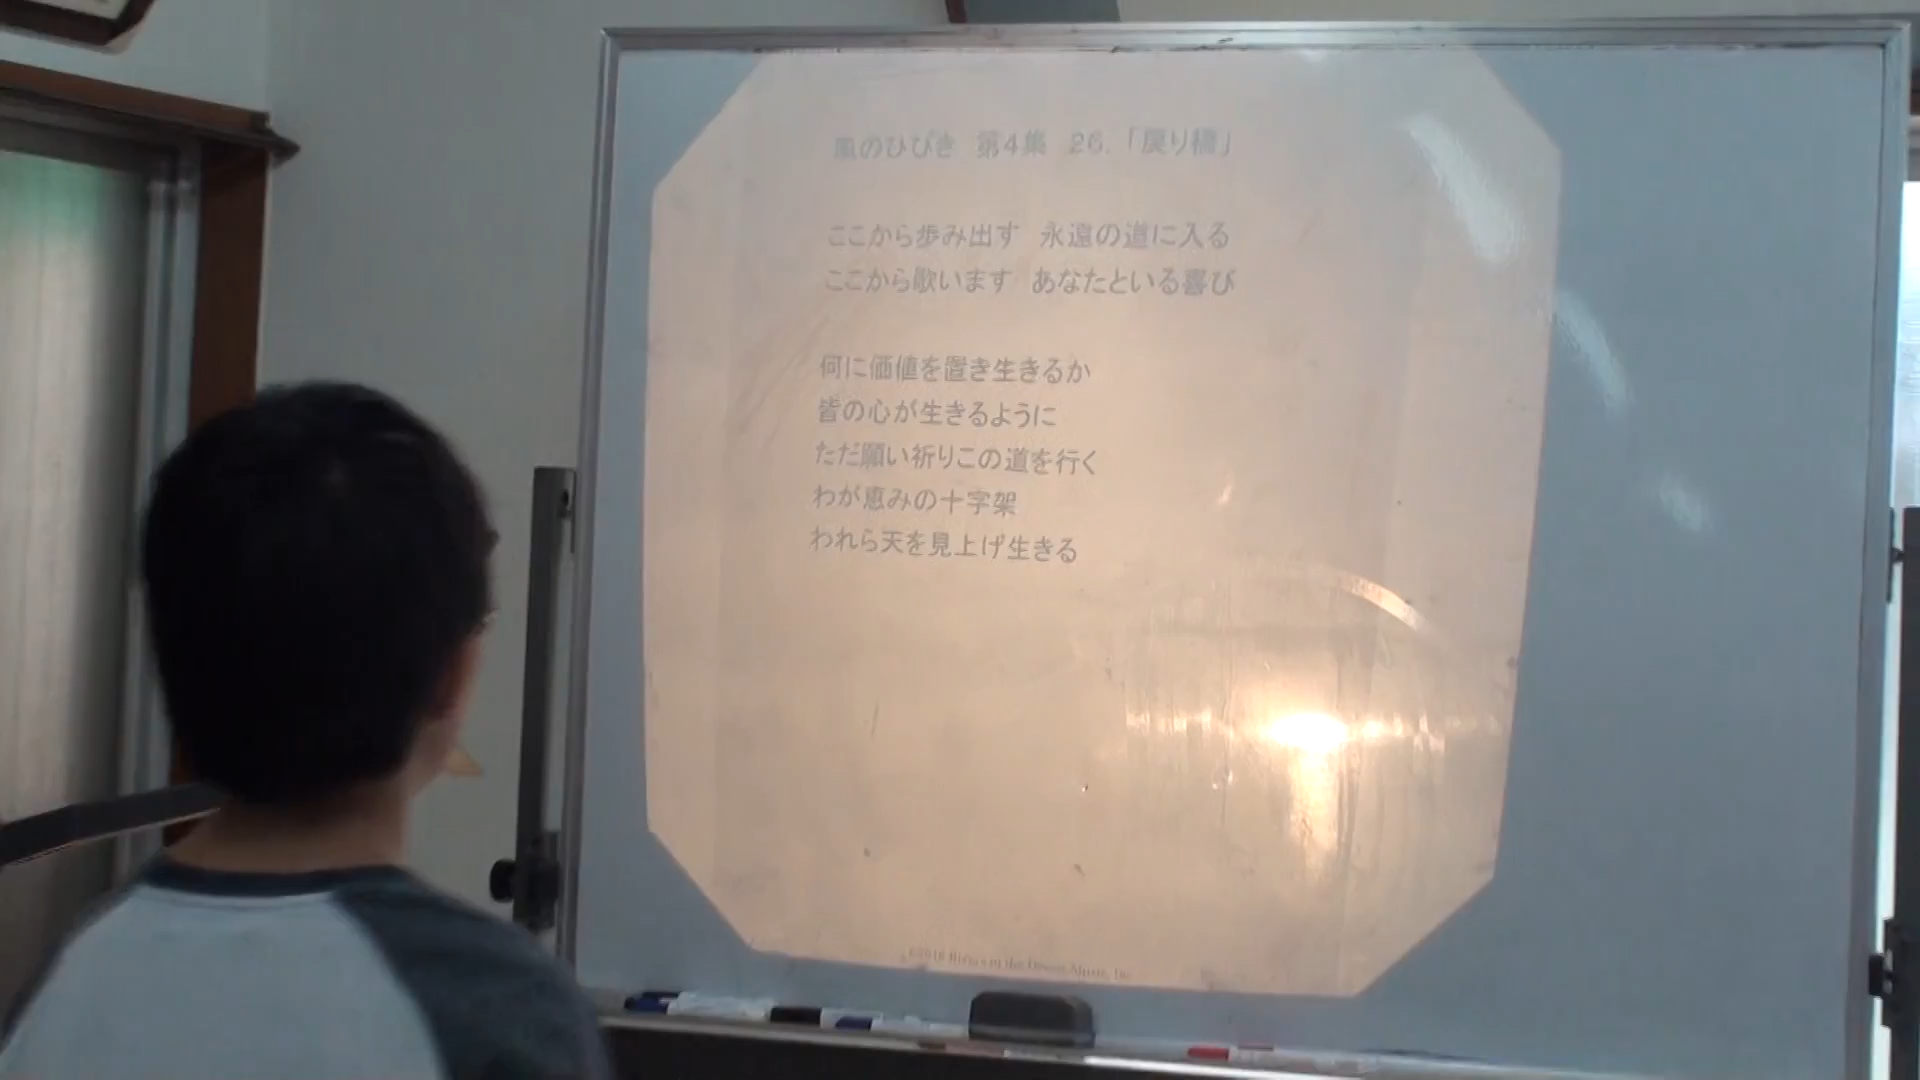 風のひびき 第4集 26.「戻り橋」
ここから歩み出す 永遠の道に入る
ここから歌います あなたといる喜び
何に価値を置き生きるか
皆の心が生きるように
ただ願い祈りこの道を行く
わが恵みの十字架
われら天を見上げ生きる